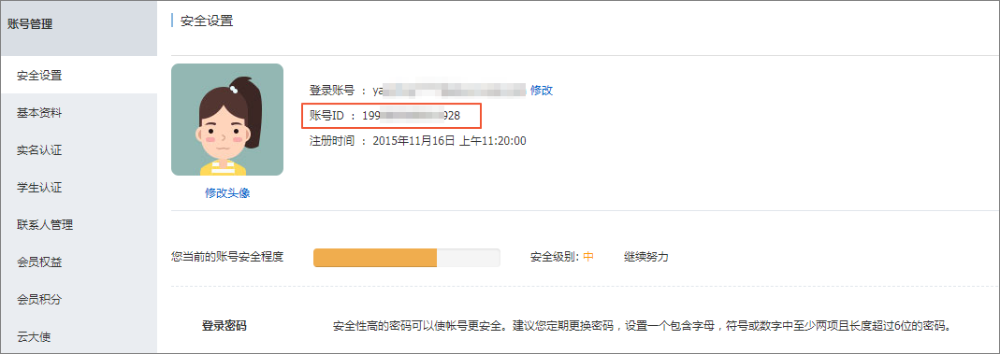 账号管理
安全设置
基本资料
实名认证
学生认证
联系人管理
会员权益
会员积分
云大使
安全设置
登录账号 : ya 修改
账号ID : 199 928
注册时间 : 2015年11月16日 上午11:20:00
修改头像
您当前的账号安全程度 安全级别: 中 继续努力
登录密码 安全性高的密码可以使帐号更安全。建议您定期更换密码,设置一个包含字母,符号或数字中至少两项且长度超过6位的密码。